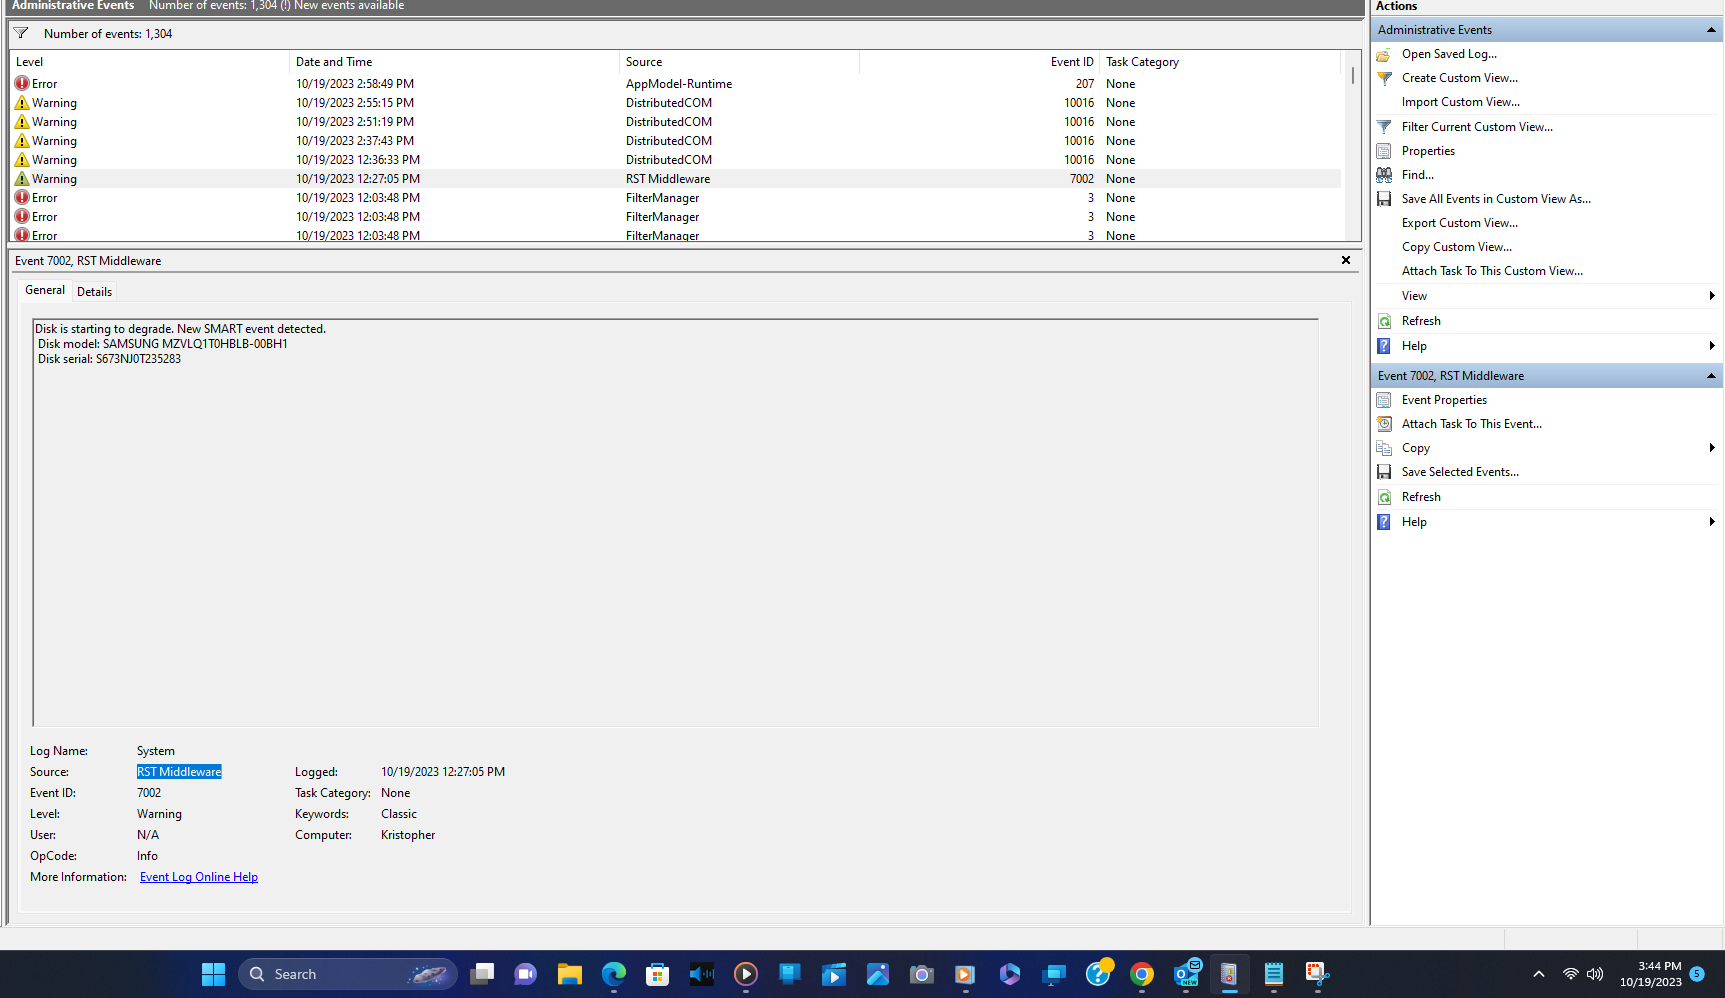 Administrative Events Number of events: 1,304 (!) New events available
Number of events: 1,304
Level Date and Time Source Event ID Task Category
Error 10/19/2023 2:58:49 PM AppModel-Runtime 207 None
Warning 10/19/2023 2:55:15 PM DistributedCOM 10016 None
Warning 10/19/2023 2:51:19 PM DistributedCOM 10016 None
Warning 10/19/2023 2:37:43 PM DistributedCOM 10016 None
Warning 10/19/2023 12:36:33 PM DistributedCOM 10016 None
Warning 10/19/2023 12:27:05 PM RST Middleware 7002 None
Error 10/19/2023 12:03:48 PM FilterManager 3 None
Error 10/19/2023 12:03:48 PM FilterManager 3 None
Error 10/19/2023 12:03:48 PM FilterManager 3 None
Event 7002, RST Middleware
General Details
Disk is starting to degrade. New SMART event detected.
Disk model: SAMSUNG MZVLQ1T0HBLB-00BH1
Disk serial: S673NJ0T235283
Log Name: System
Source: RST Middleware Logged: 10/19/2023 12:27:05 PM
Event ID: 7002 Task Category: None
Level: Warning Keywords: Classic
User: N/A Computer: Kristopher
OpCode: Info
More Information: Event Log Online Help
Actions
Administrative Events
Open Saved Log...
Create Custom View...
Import Custom View...
Filter Current Custom View...
Properties
Find...
Save All Events in Custom View As...
Export Custom View...
Copy Custom View...
Attach Task To This Custom View...
View
Refresh
Help
Event 7002, RST Middleware
Event Properties
Attach Task To This Event...
Copy
Save Selected Events...
Refresh
Help
Search
NEW
3:44 PM
10/19/2023
5